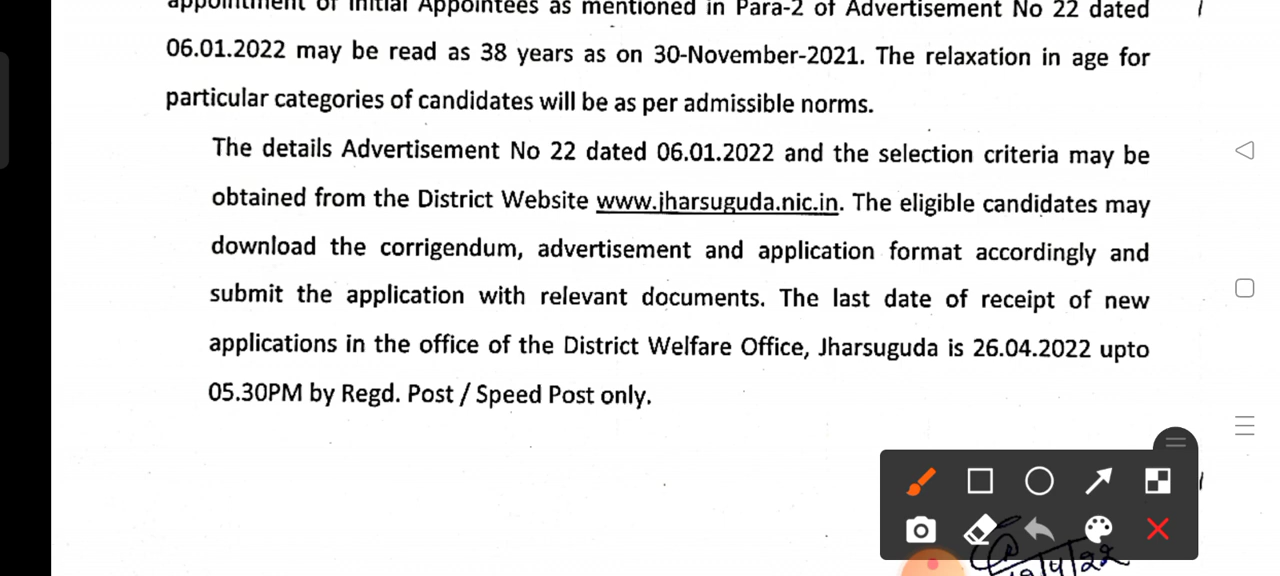 appointment of Initial Appointees as mentioned in Para-2 of Advertisement No 22 dated
06.01.2022 may be read as 38 years as on 30-November-2021. The relaxation in age for
particular categories of candidates will be as per admissible norms.
The details Advertisement No 22 dated 06.01.2022 and the selection criteria may be
obtained from the District Website www.jharsuguda.nic.in. The eligible candidates may
download the corrigendum, advertisement and application format accordingly and
submit the application with relevant documents. The last date of receipt of new
applications in the office of the District Welfare Office, Jharsuguda is 26.04.2022 upto
05.30PM by Regd. Post / Speed Post only.